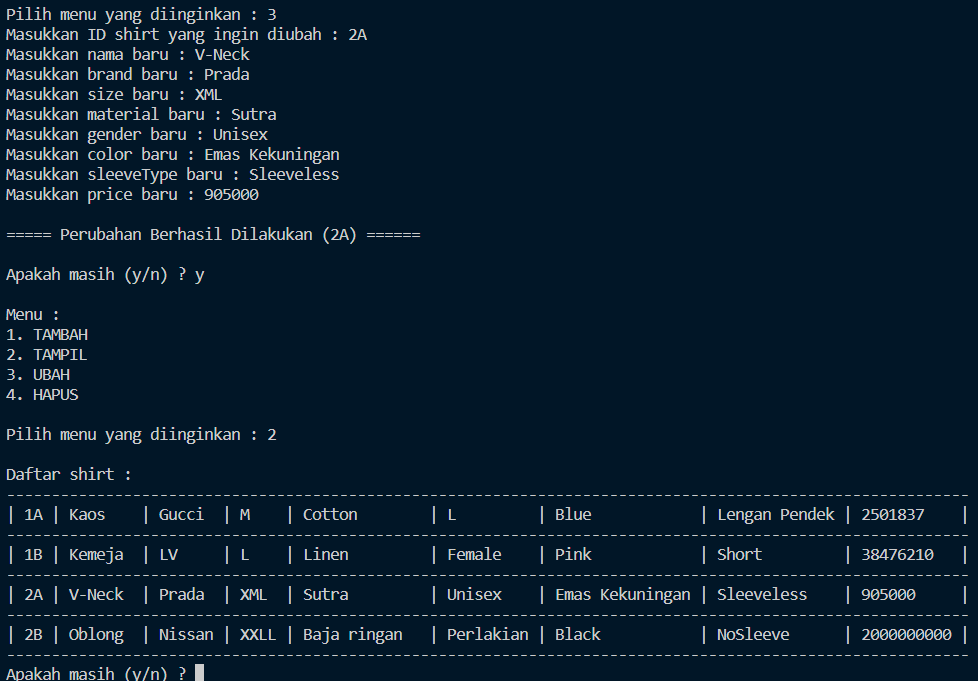 Pilih menu yang diinginkan : 3
Masukkan ID shirt yang ingin diubah : 2A
Masukkan nama baru : V-Neck
Masukkan brand baru : Prada
Masukkan size baru : XML
Masukkan material baru : Sutra
Masukkan gender baru : Unisex
Masukkan color baru : Emas Kekuningan
Masukkan sleeveType baru : Sleeveless
Masukkan price baru : 905000
===== Perubahan Berhasil Dilakukan (2A) ======
Apakah masih (y/n) ? y
Menu :
1. TAMBAH
2. TAMPIL
3. UBAH
4. HAPUS
Pilih menu yang diinginkan : 2
Daftar shirt :
-----------------------------------------------------------------------------------------------------------
| 1A | Kaos    | Gucci  | M    | Cotton        | L         | Blue            | Lengan Pendek | 2501837    |
-----------------------------------------------------------------------------------------------------------
| 1B | Kemeja  | LV     | L    | Linen         | Female    | Pink            | Short         | 38476210   |
-----------------------------------------------------------------------------------------------------------
| 2A | V-Neck  | Prada  | XML  | Sutra         | Unisex    | Emas Kekuningan | Sleeveless    | 905000     |
-----------------------------------------------------------------------------------------------------------
| 2B | Oblong  | Nissan | XXLL | Baja ringan   | Perlakian | Black           | NoSleeve      | 2000000000 |
-----------------------------------------------------------------------------------------------------------
Apakah masih (y/n) ?